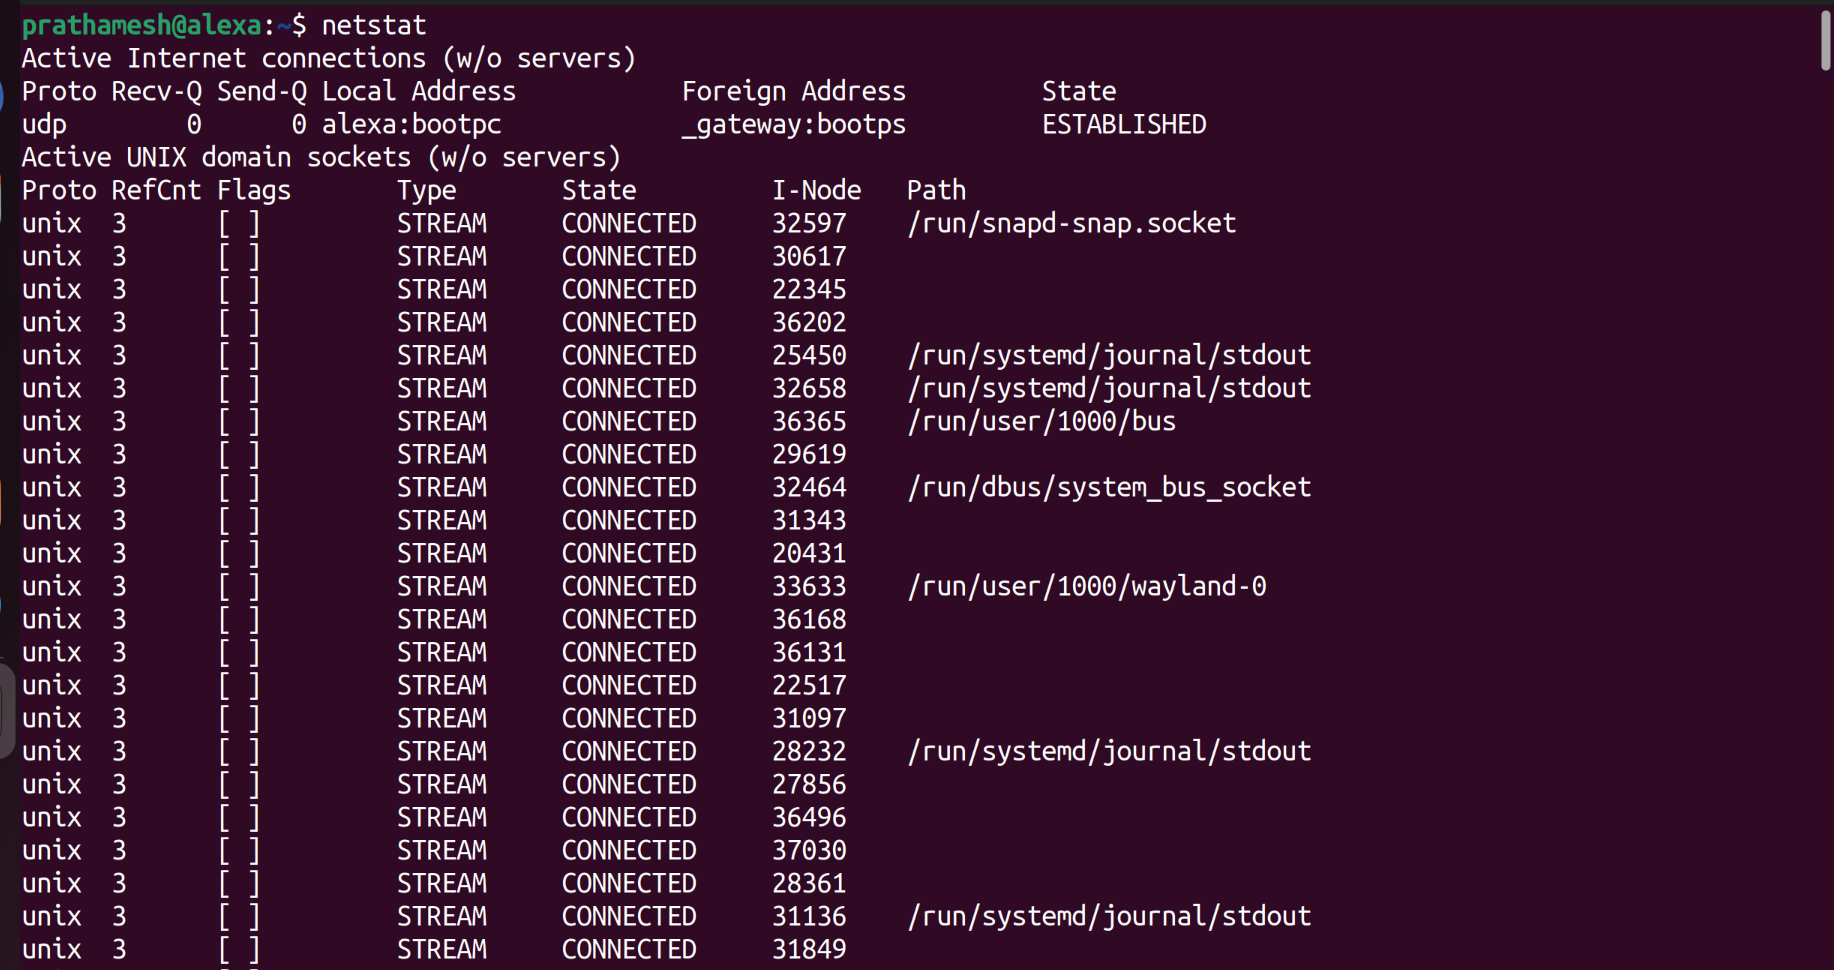 prathamesh@alexa:~$ netstat
Active Internet connections (w/o servers)
Proto Recv-Q Send-Q Local Address           Foreign Address         State
udp        0      0 alexa:bootpc            _gateway:bootps         ESTABLISHED
Active UNIX domain sockets (w/o servers)
Proto RefCnt Flags       Type       State         I-Node   Path
unix  3      [ ]         STREAM     CONNECTED     32597    /run/snapd-snap.socket
unix  3      [ ]         STREAM     CONNECTED     30617
unix  3      [ ]         STREAM     CONNECTED     22345
unix  3      [ ]         STREAM     CONNECTED     36202
unix  3      [ ]         STREAM     CONNECTED     25450    /run/systemd/journal/stdout
unix  3      [ ]         STREAM     CONNECTED     32658    /run/systemd/journal/stdout
unix  3      [ ]         STREAM     CONNECTED     36365    /run/user/1000/bus
unix  3      [ ]         STREAM     CONNECTED     29619
unix  3      [ ]         STREAM     CONNECTED     32464    /run/dbus/system_bus_socket
unix  3      [ ]         STREAM     CONNECTED     31343
unix  3      [ ]         STREAM     CONNECTED     20431
unix  3      [ ]         STREAM     CONNECTED     33633    /run/user/1000/wayland-0
unix  3      [ ]         STREAM     CONNECTED     36168
unix  3      [ ]         STREAM     CONNECTED     36131
unix  3      [ ]         STREAM     CONNECTED     22517
unix  3      [ ]         STREAM     CONNECTED     31097
unix  3      [ ]         STREAM     CONNECTED     28232    /run/systemd/journal/stdout
unix  3      [ ]         STREAM     CONNECTED     27856
unix  3      [ ]         STREAM     CONNECTED     36496
unix  3      [ ]         STREAM     CONNECTED     37030
unix  3      [ ]         STREAM     CONNECTED     28361
unix  3      [ ]         STREAM     CONNECTED     31136    /run/systemd/journal/stdout
unix  3      [ ]         STREAM     CONNECTED     31849